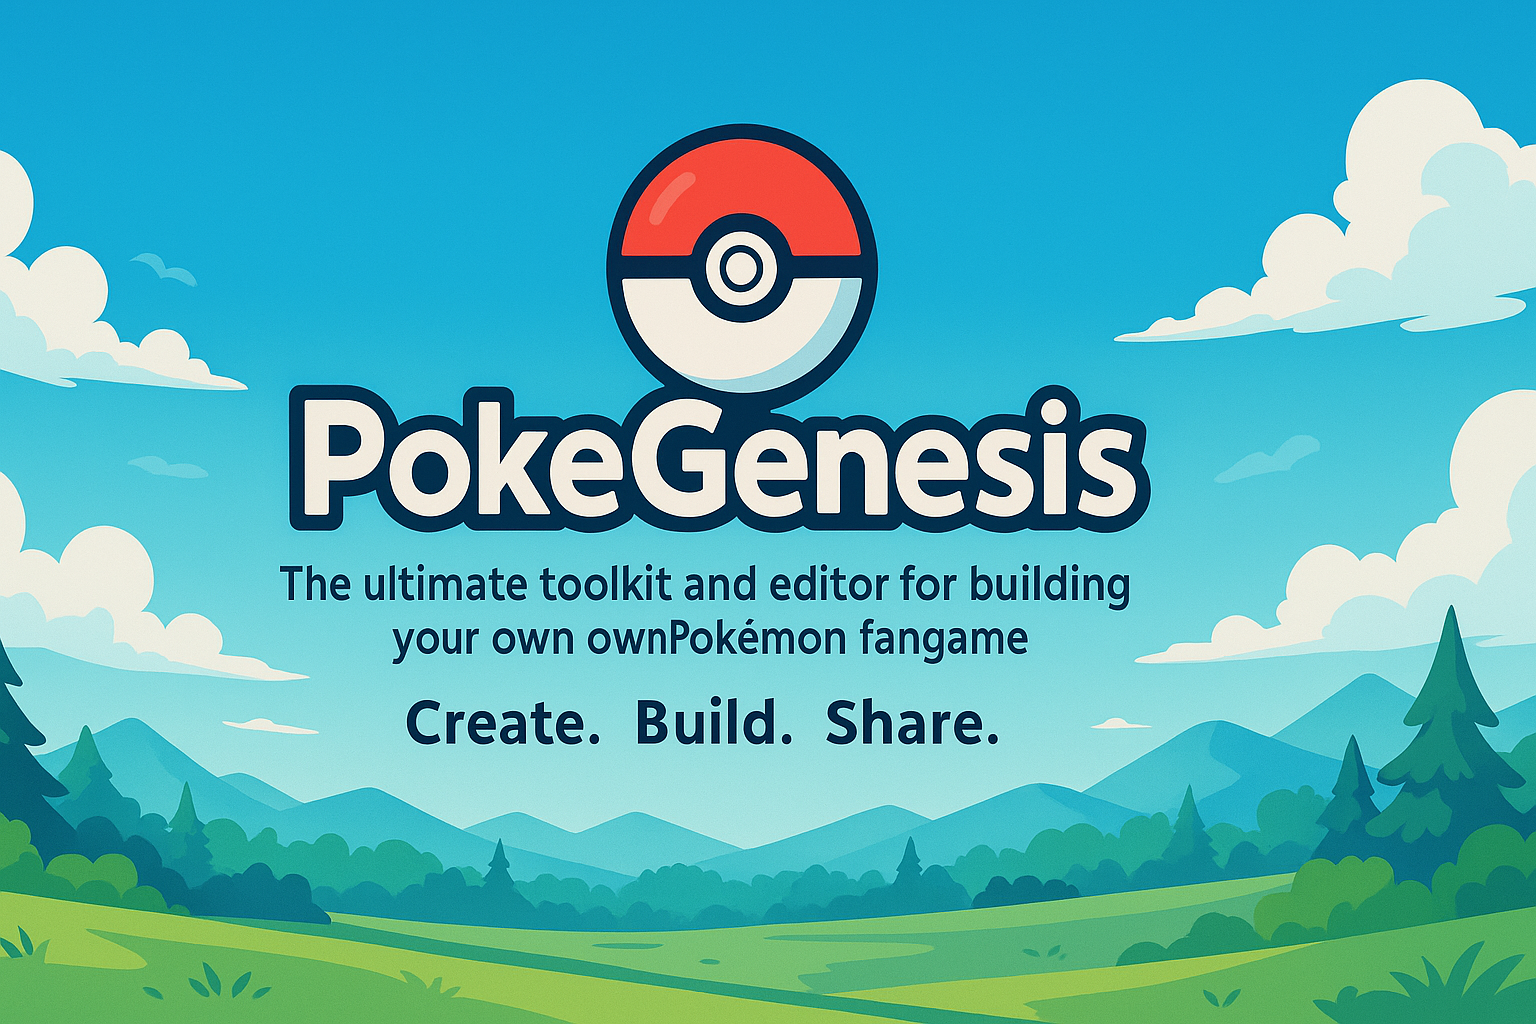 PokeGenesis
The ultimate toolkit and editor for building
your own ownPokémon fangame
Create. Build. Share.